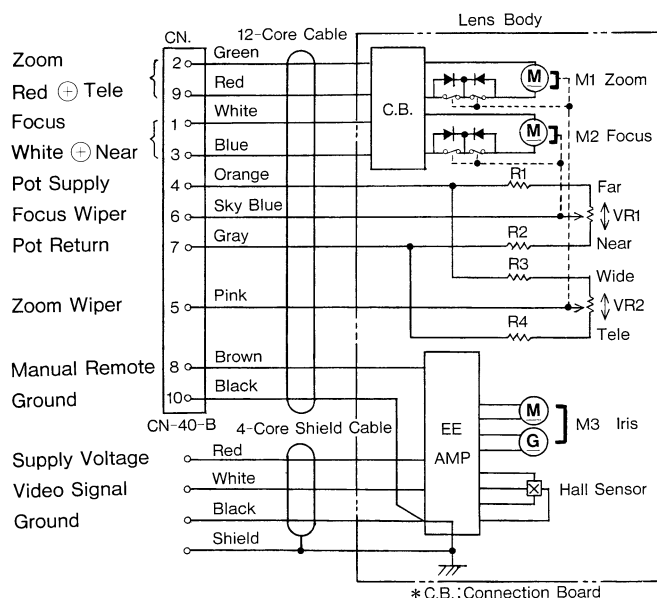 Lens Body
CN. 12-Core Cable
Zoom 2 Green
Red ⊕ Tele 9 Red
M M1 Zoom
Focus 1 White
C.B.
White ⊕ Near 3 Blue
M M2 Focus
Pot Supply 4 Orange R1 Far
Focus Wiper 6 Sky Blue VR1
Pot Return 7 Gray R2 Near
R3 Wide
Zoom Wiper 5 Pink VR2
R4 Tele
Manual Remote 8 Brown
Ground 10 Black
CN-40-B 4-Core Shield Cable
EE AMP
M
G
M3 Iris
Supply Voltage Red
Video Signal White
Hall Sensor
Ground Black
Shield
*C.B.:Connection Board